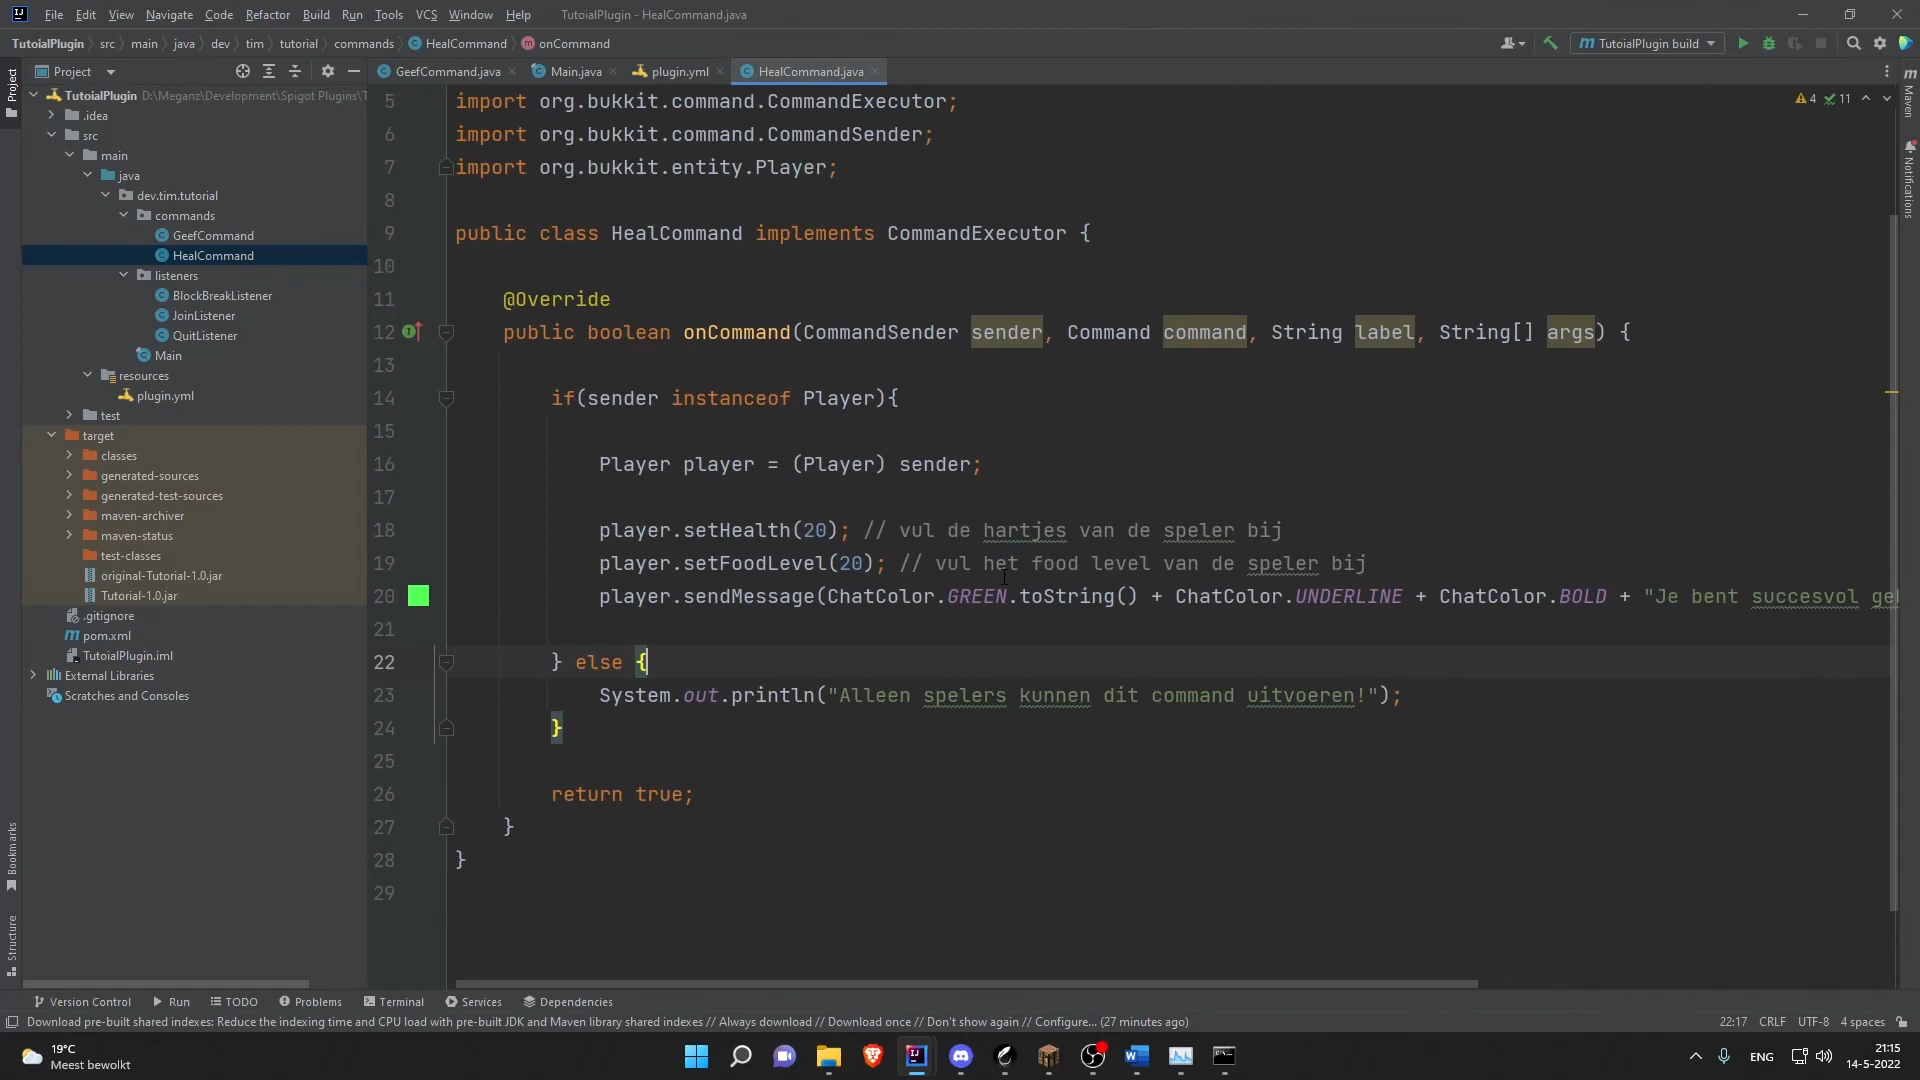 File Edit View Navigate Code Refactor Build Run Tools VCS Window Help TutoialPlugin - HealCommand.java
TutoialPlugin src main java dev tim tutorial commands HealCommand onCommand TutoialPlugin build
Project GeefCommand.java Main.java plugin.yml HealCommand.java
Project
Maven
Notifications
Bookmarks
Structure
TutoialPlugin D:\Meganz\Development\Spigot Plugins\T
.idea
src
main
java
dev.tim.tutorial
commands
GeefCommand
HealCommand
listeners
BlockBreakListener
JoinListener
QuitListener
Main
resources
plugin.yml
test
target
classes
generated-sources
generated-test-sources
maven-archiver
maven-status
test-classes
original-Tutorial-1.0.jar
Tutorial-1.0.jar
.gitignore
pom.xml
TutoialPlugin.iml
External Libraries
Scratches and Consoles
4 11
5 import org.bukkit.command.CommandExecutor;
6 import org.bukkit.command.CommandSender;
7 import org.bukkit.entity.Player;
8
9 public class HealCommand implements CommandExecutor {
10
11 @Override
12 public boolean onCommand(CommandSender sender, Command command, String label, String[] args) {
13
14 if(sender instanceof Player){
15
16 Player player = (Player) sender;
17
18 player.setHealth(20); // vul de hartjes van de speler bij
19 player.setFoodLevel(20); // vul het food level van de speler bij
20 player.sendMessage(ChatColor.GREEN.toString() + ChatColor.UNDERLINE + ChatColor.BOLD + "Je bent succesvol ge
21
22 } else {
23 System.out.println("Alleen spelers kunnen dit command uitvoeren!");
24 }
25
26 return true;
27 }
28 }
29
Version Control Run TODO Problems Terminal Services Dependencies
Download pre-built shared indexes: Reduce the indexing time and CPU load with pre-built JDK and Maven library shared indexes // Always download // Download once // Don't show again // Configure... (27 minutes ago) 22:17 CRLF UTF-8 4 spaces
19°C
Meest bewolkt
ENG
21:15
14-5-2022